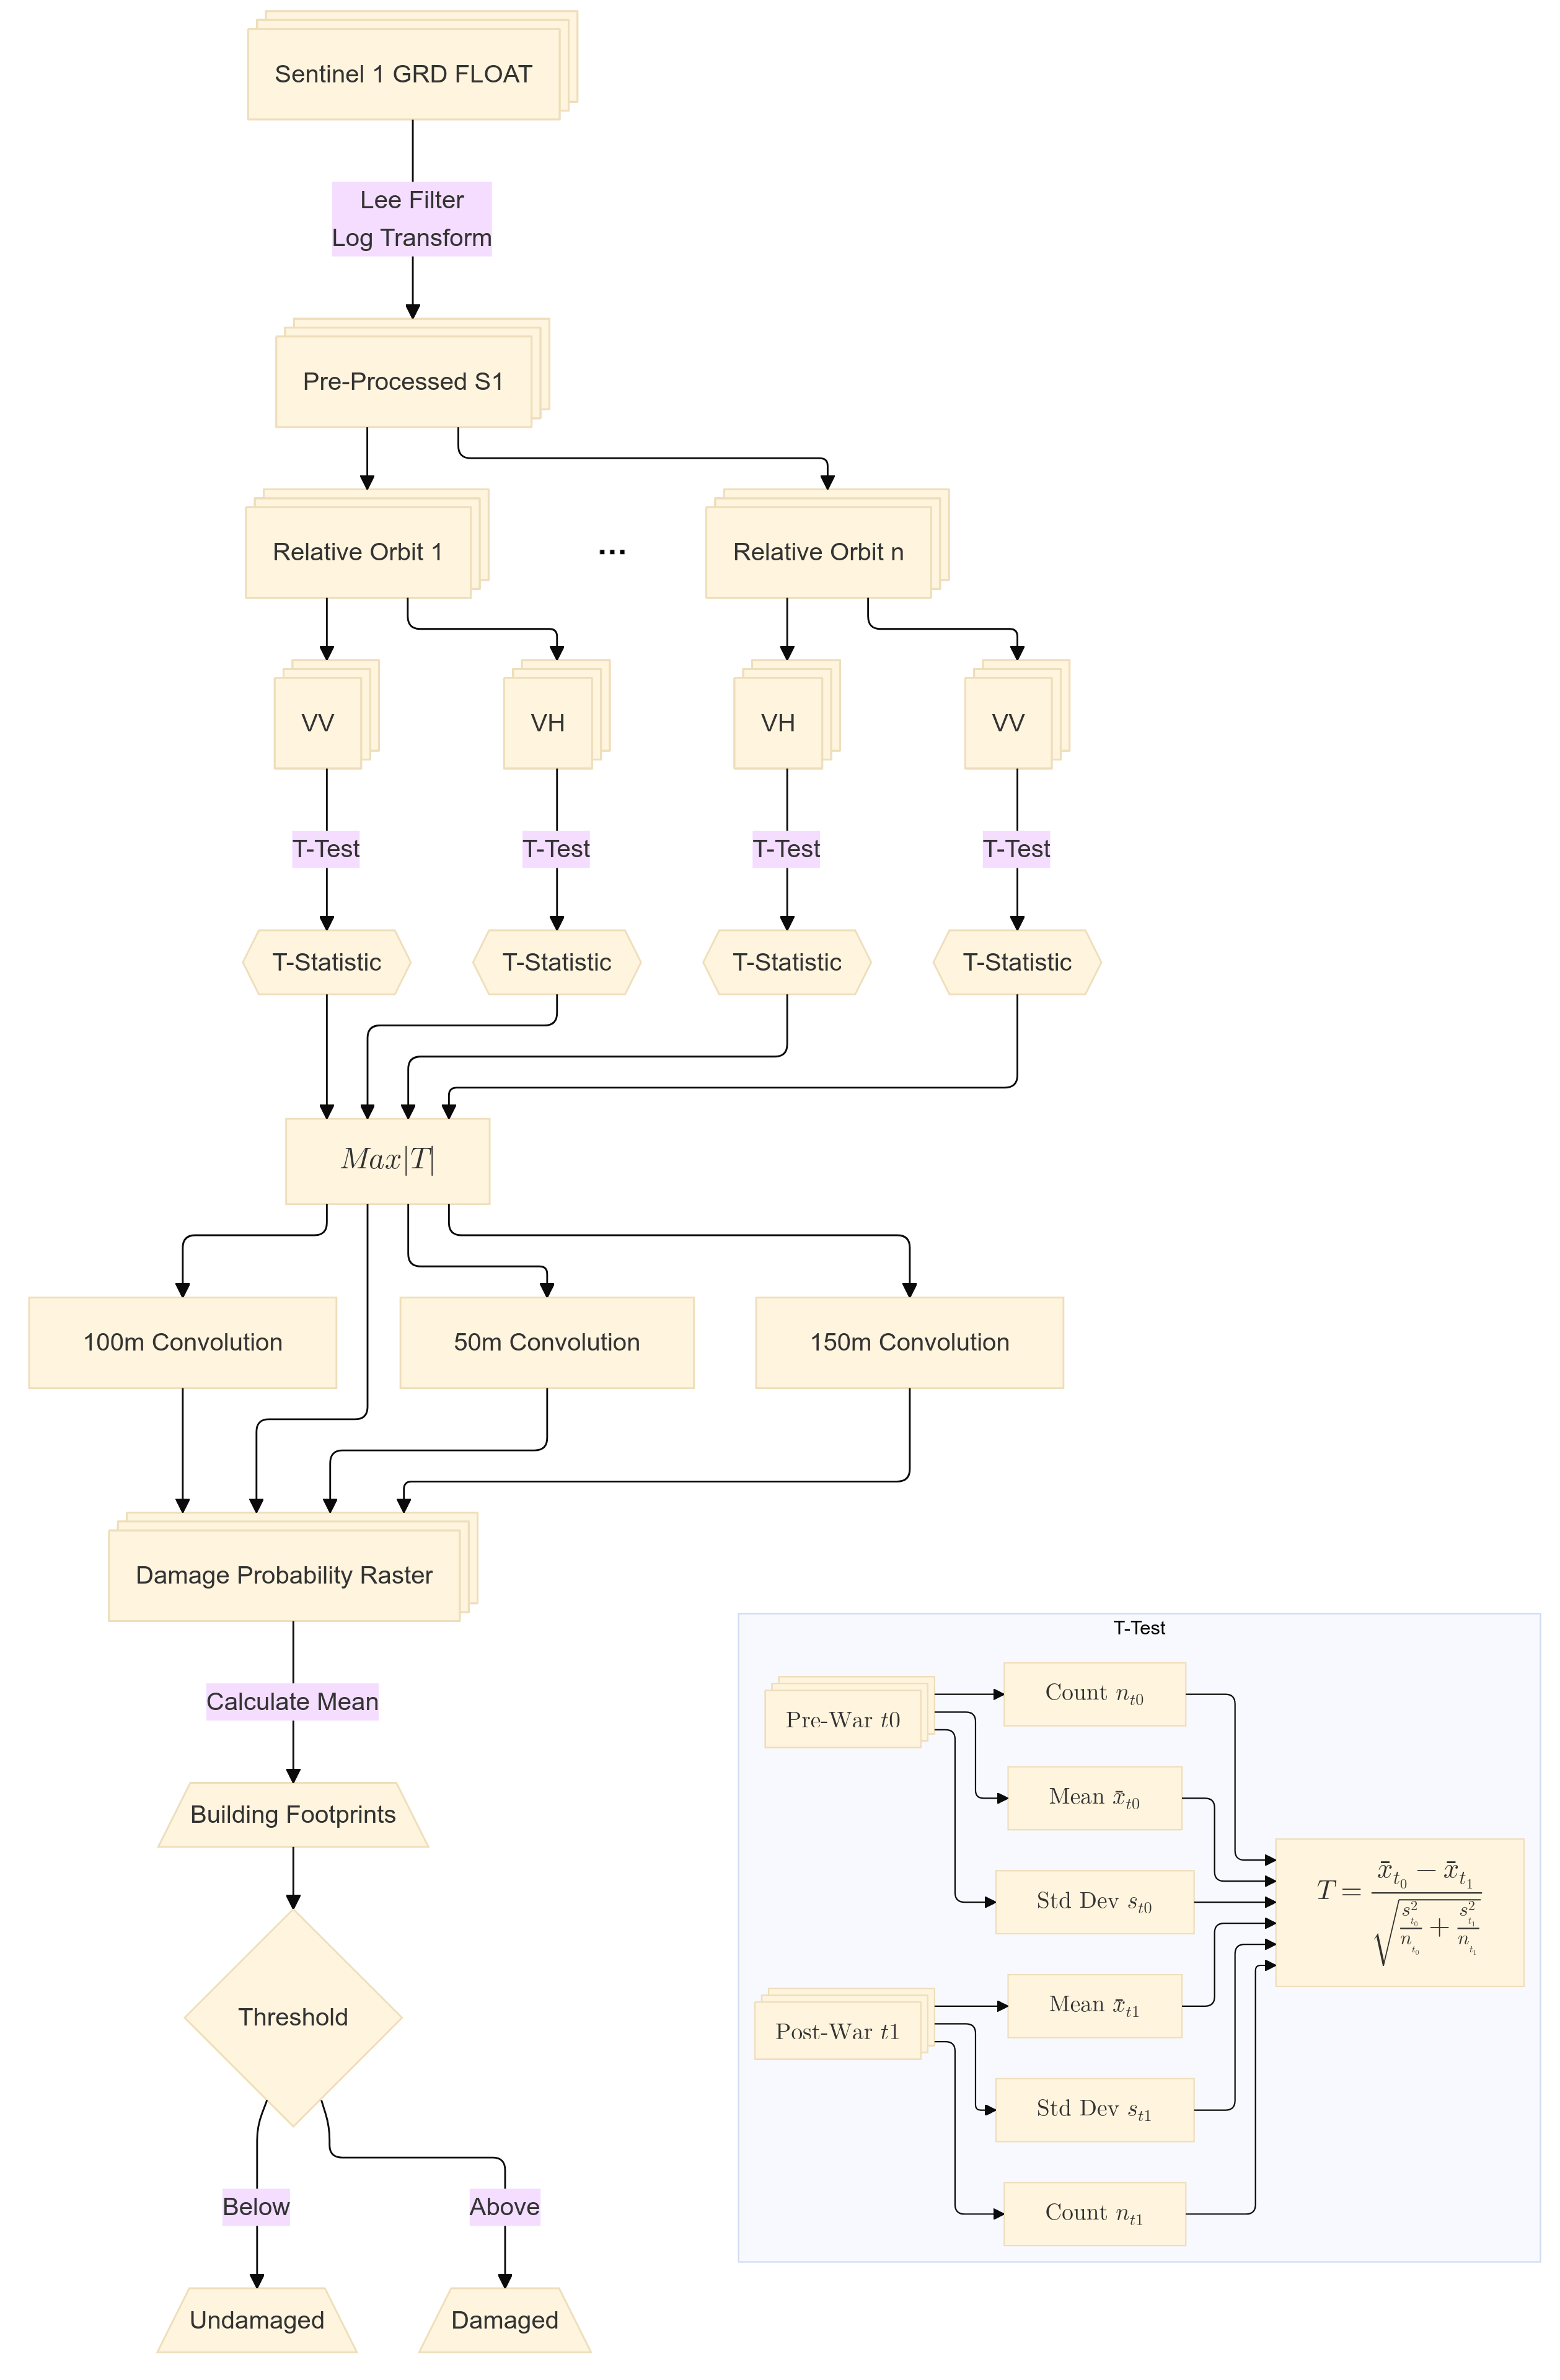 Sentinel 1 GRD FLOAT
Lee Filter
Log Transform
Pre-Processed S1
Relative Orbit 1
...
Relative Orbit n
VV
VH
VH
VV
T-Test
T-Test
T-Test
T-Test
T-Statistic
T-Statistic
T-Statistic
T-Statistic
Max|T|
100m Convolution
50m Convolution
150m Convolution
Damage Probability Raster
Calculate Mean
Building Footprints
Threshold
Below
Above
Undamaged
Damaged
T-Test
Pre-War t0
Post-War t1
Count n_{t0}
Mean x̄_{t0}
Std Dev s_{t0}
Mean x̄_{t1}
Std Dev s_{t1}
Count n_{t1}
T = \frac{x̄_{t_0} − x̄_{t_1}}{\sqrt{\frac{s^2_{t_0}}{n_{t_0}} + \frac{s^2_{t_1}}{n_{t_1}}}}